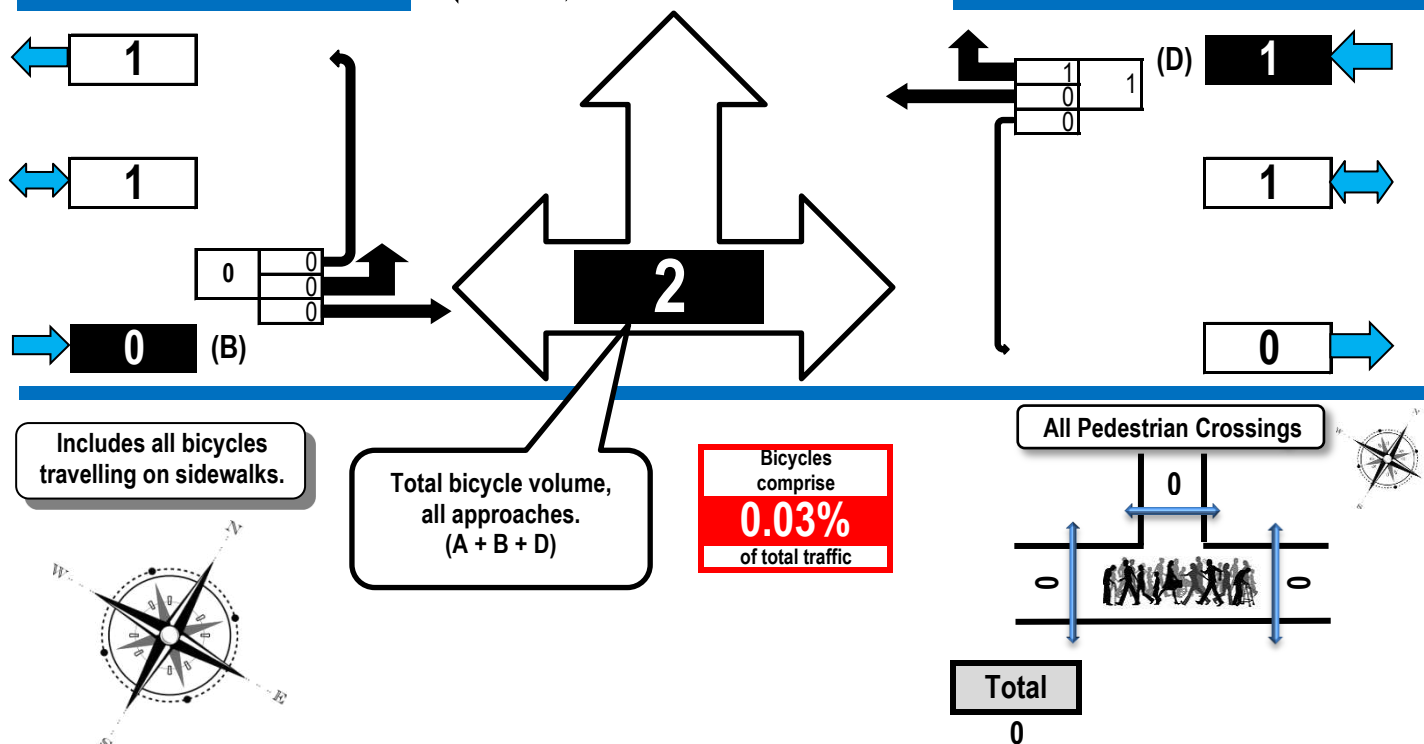 1
1
0
0
0
0
0 (B)
2
1
0
0
1
(D) 1
1
0
Includes all bicycles
travelling on sidewalks.
Total bicycle volume,
all approaches.
(A + B + D)
Bicycles
comprise
0.03%
of total traffic
All Pedestrian Crossings
0
0
0
Total
0
N
W
E
S